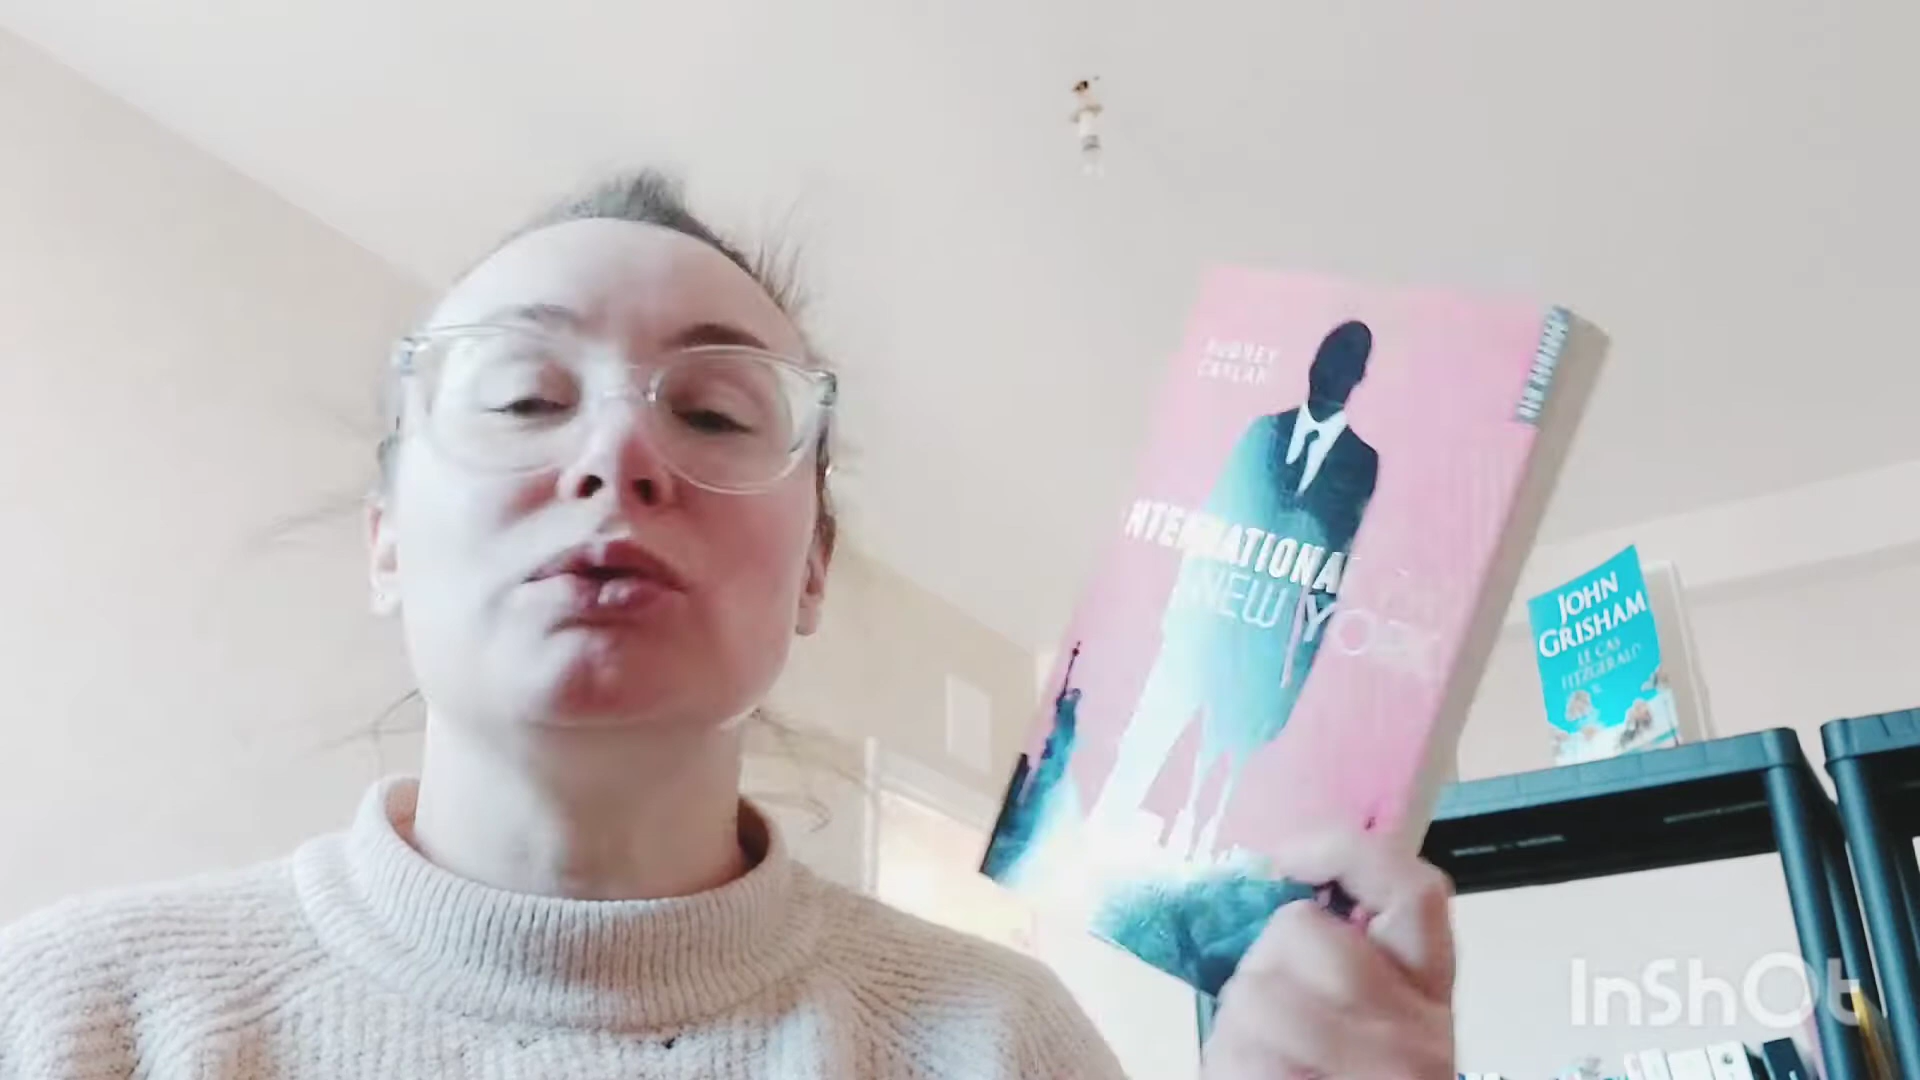 AUDREY
CARLAN
INTERNATIONAL
NEW YORK
JOHN
GRISHAM
LE CAS
FITZGERALD
InShOt